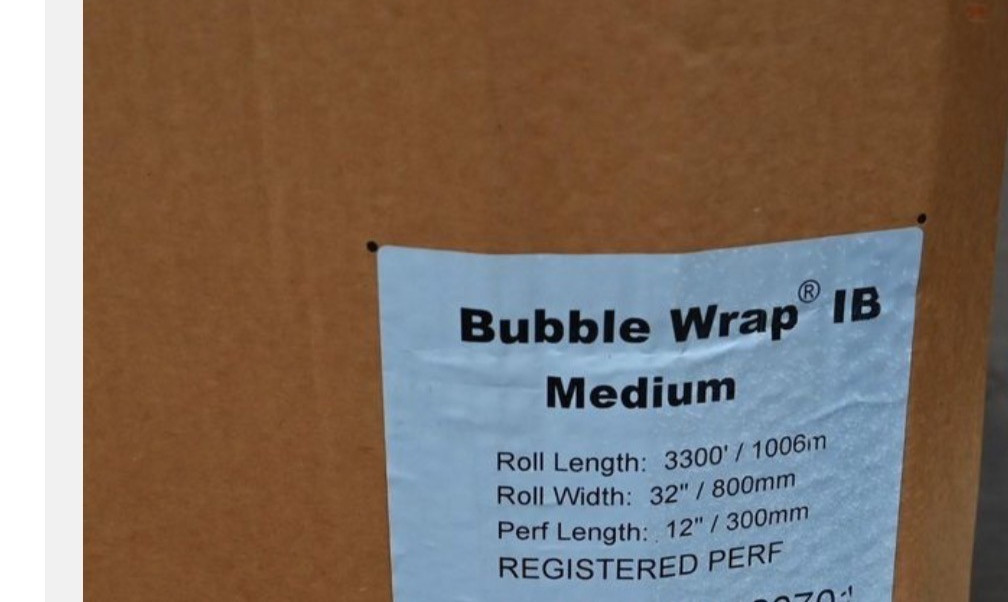 Bubble Wrap® IB
Medium
Roll Length: 3300' / 1006m
Roll Width: 32" / 800mm
Perf Length: 12" / 300mm
REGISTERED PERF